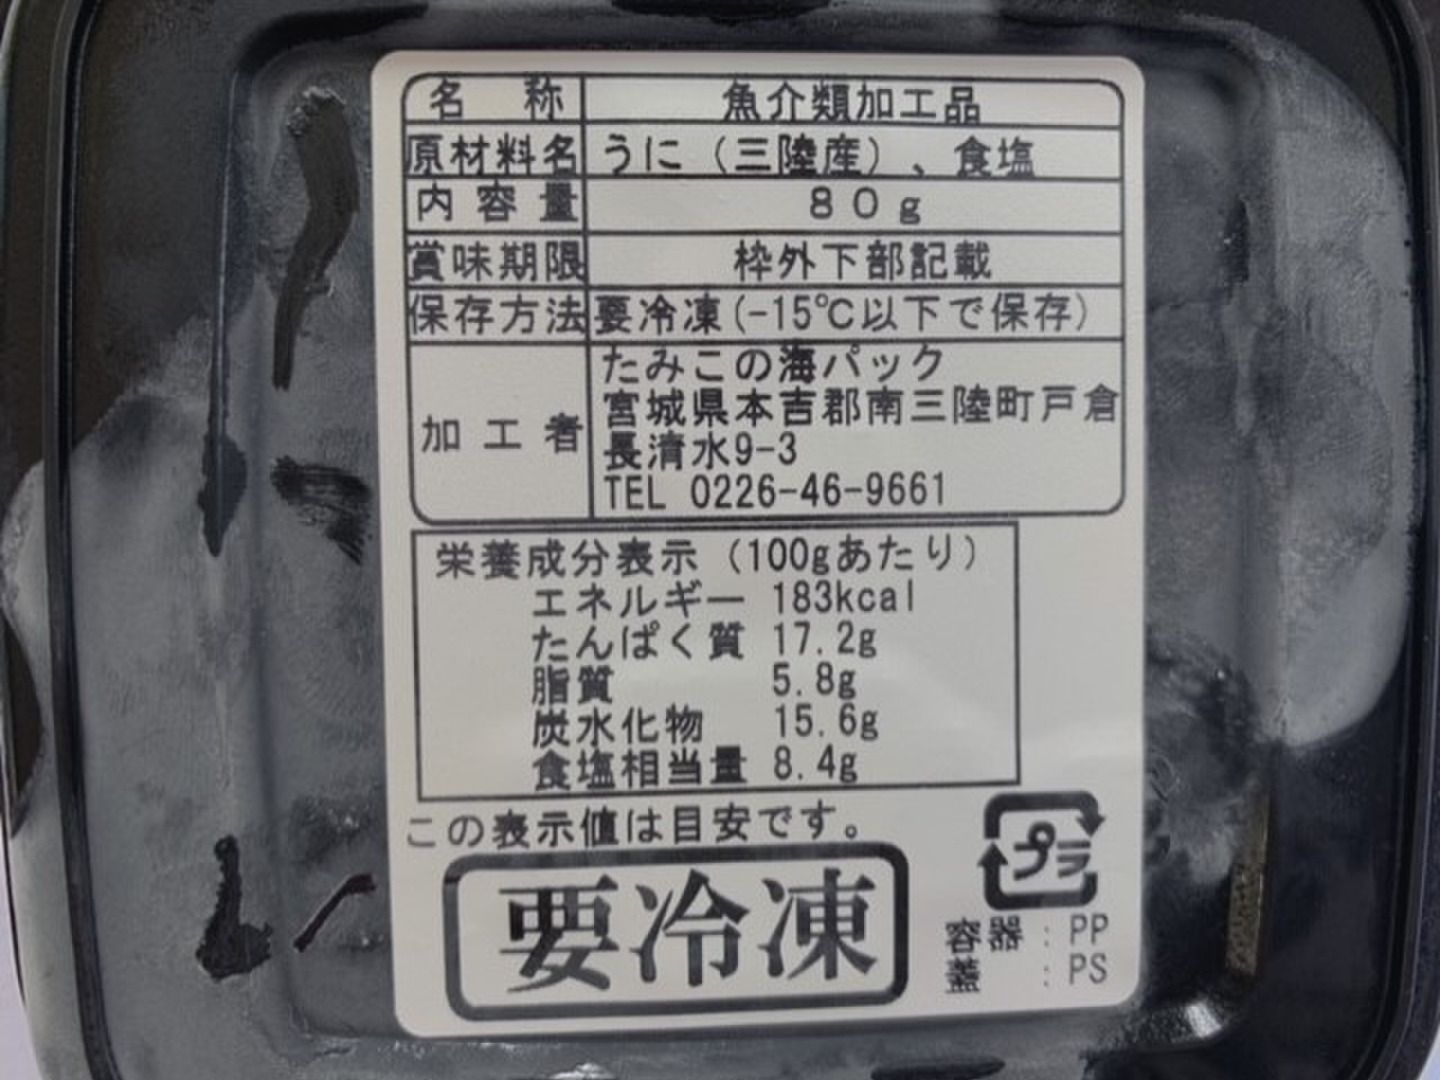 名 称 魚介類加工品
原材料名 うに（三陸産）、食塩
内容量 80g
賞味期限 枠外下部記載
保存方法 要冷凍(-15℃以下で保存)
加工者 たみこの海パック
宮城県本吉郡南三陸町戸倉
長清水9-3
TEL 0226-46-9661
栄養成分表示（100gあたり）
エネルギー 183kcal
たんぱく質 17.2g
脂質 5.8g
炭水化物 15.6g
食塩相当量 8.4g
この表示値は目安です。
要冷凍
プラ
容器：PP
蓋：PS